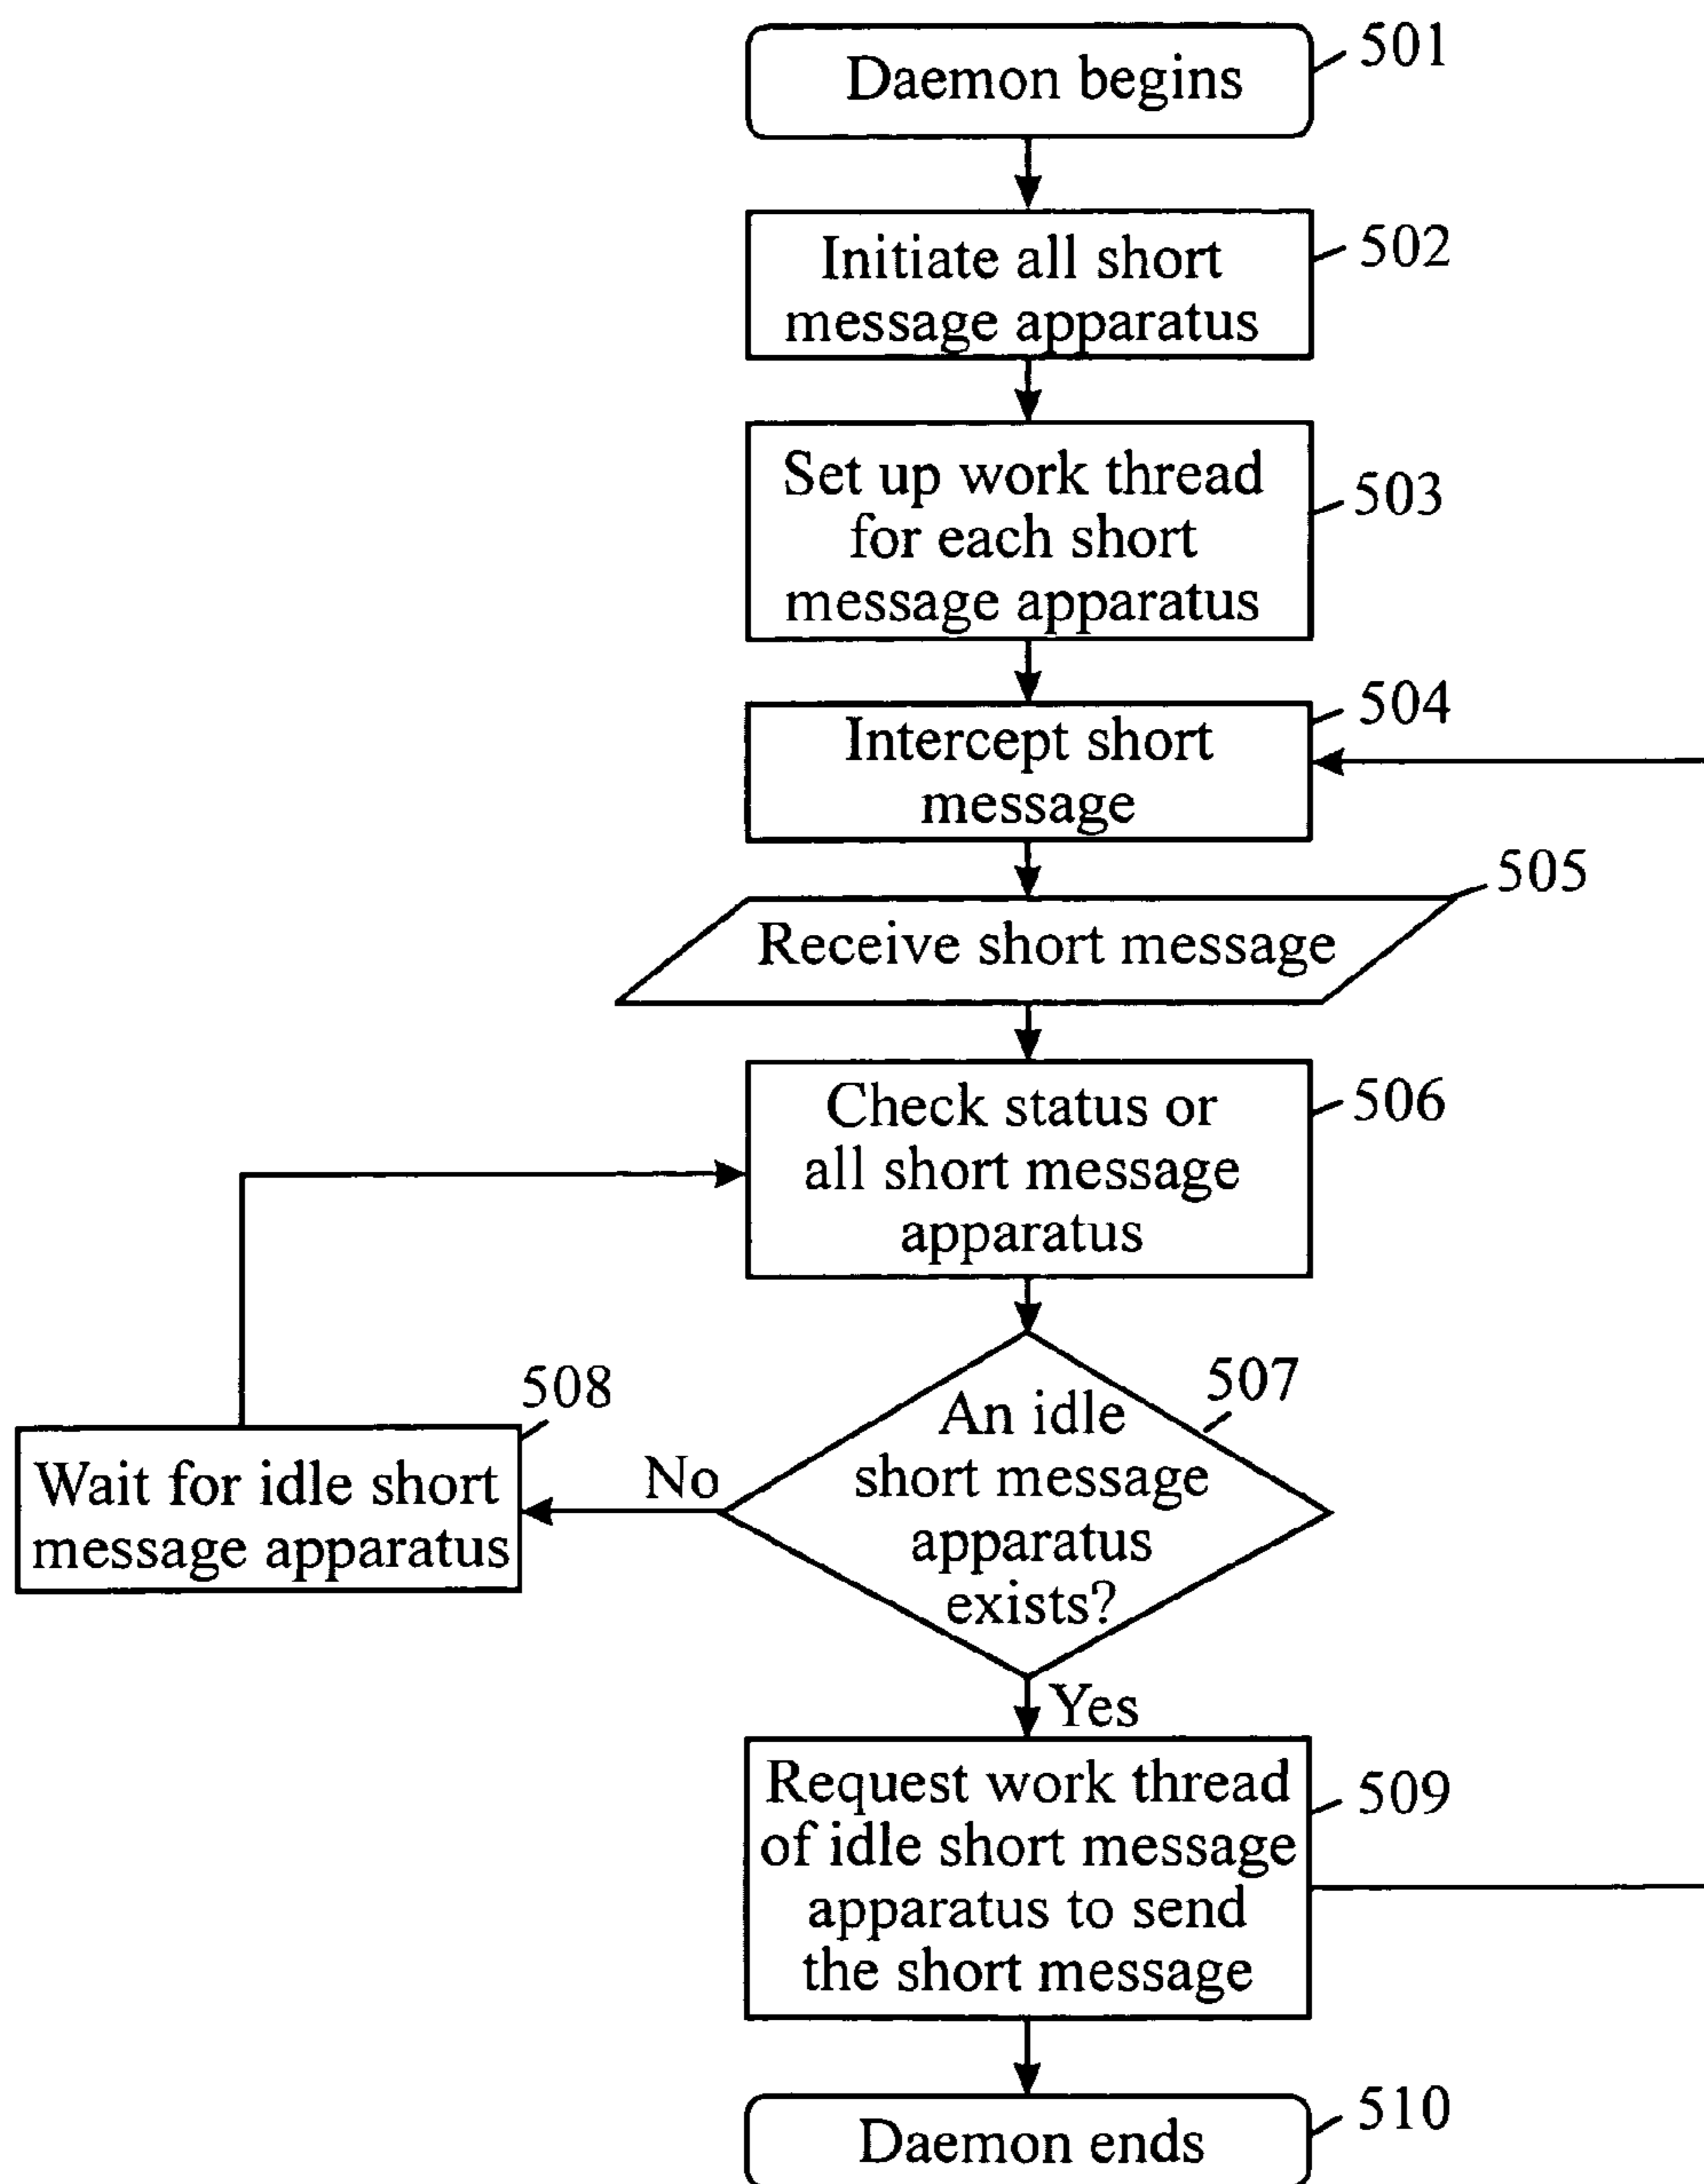 Daemon begins
501
Initiate all short
message apparatus
502
Set up work thread
for each short
message apparatus
503
Intercept short
message
504
Receive short message
505
Check status or
all short message
apparatus
506
An idle
short message
apparatus
exists?
507
No
Wait for idle short
message apparatus
508
Yes
Request work thread
of idle short message
apparatus to send
the short message
509
Daemon ends
510